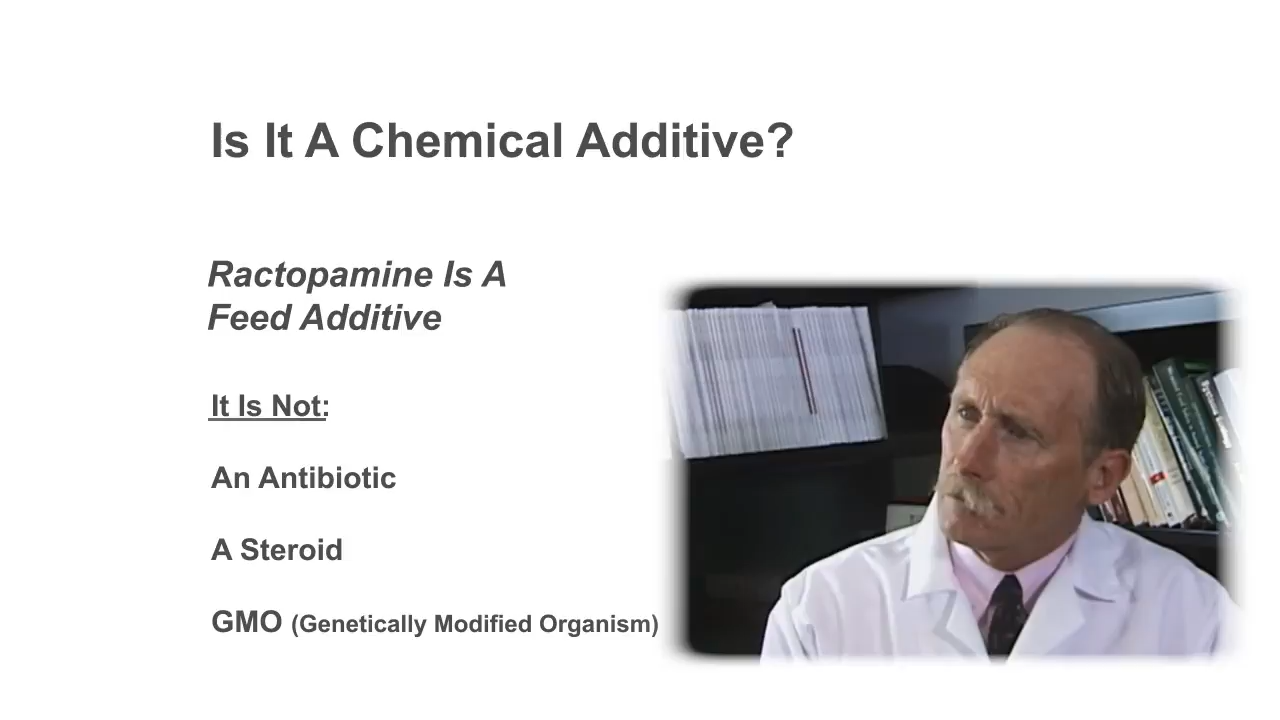 Is It A Chemical Additive?
Ractopamine Is A
Feed Additive
It Is Not:
An Antibiotic
A Steroid
GMO (Genetically Modified Organism)